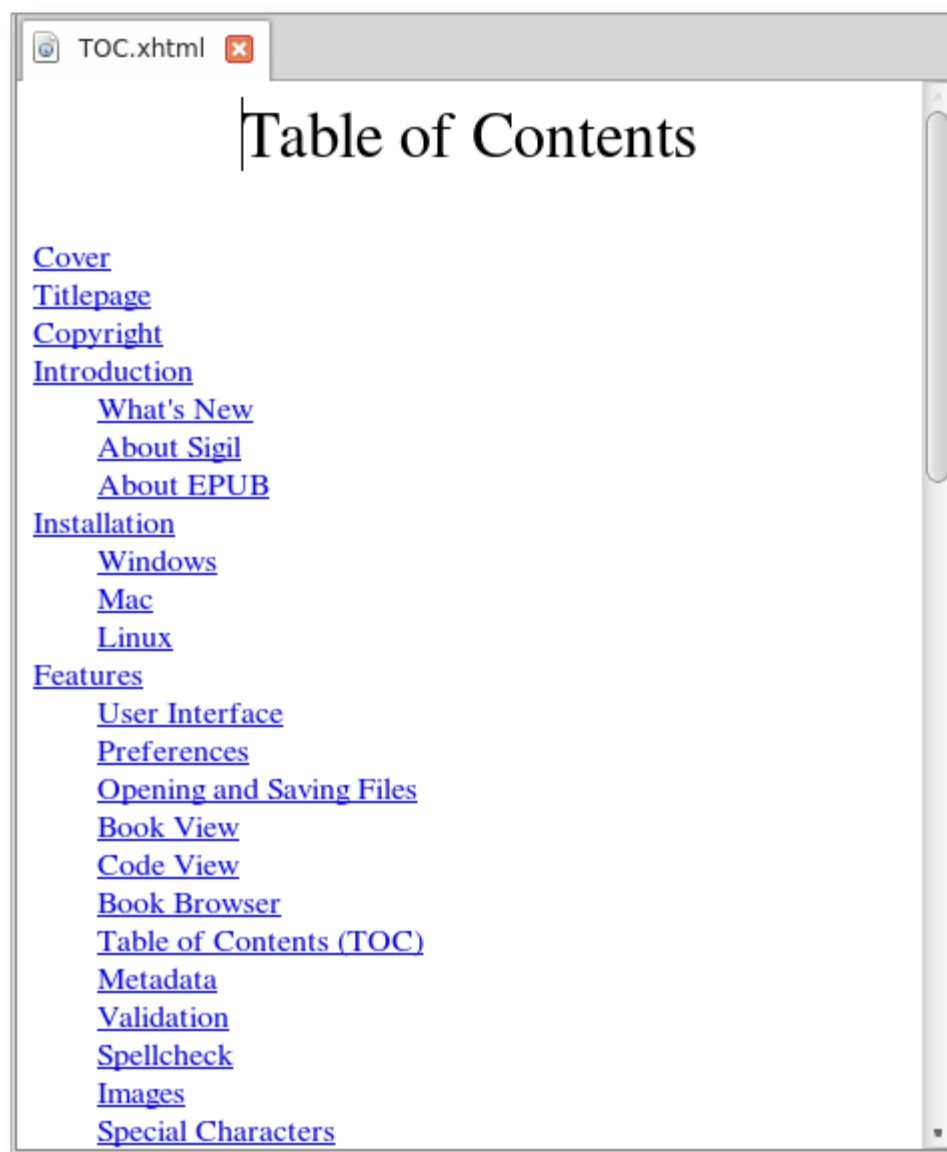 TOC.xhtml
Table of Contents
Cover
Titlepage
Copyright
Introduction
What's New
About Sigil
About EPUB
Installation
Windows
Mac
Linux
Features
User Interface
Preferences
Opening and Saving Files
Book View
Code View
Book Browser
Table of Contents (TOC)
Metadata
Validation
Spellcheck
Images
Special Characters